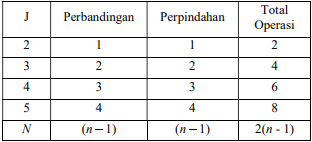 J Perbandingan Perpindahan Total Operasi
2 1 1 2
3 2 2 4
4 3 3 6
5 4 4 8
N (n – 1) (n – 1) 2(n - 1)